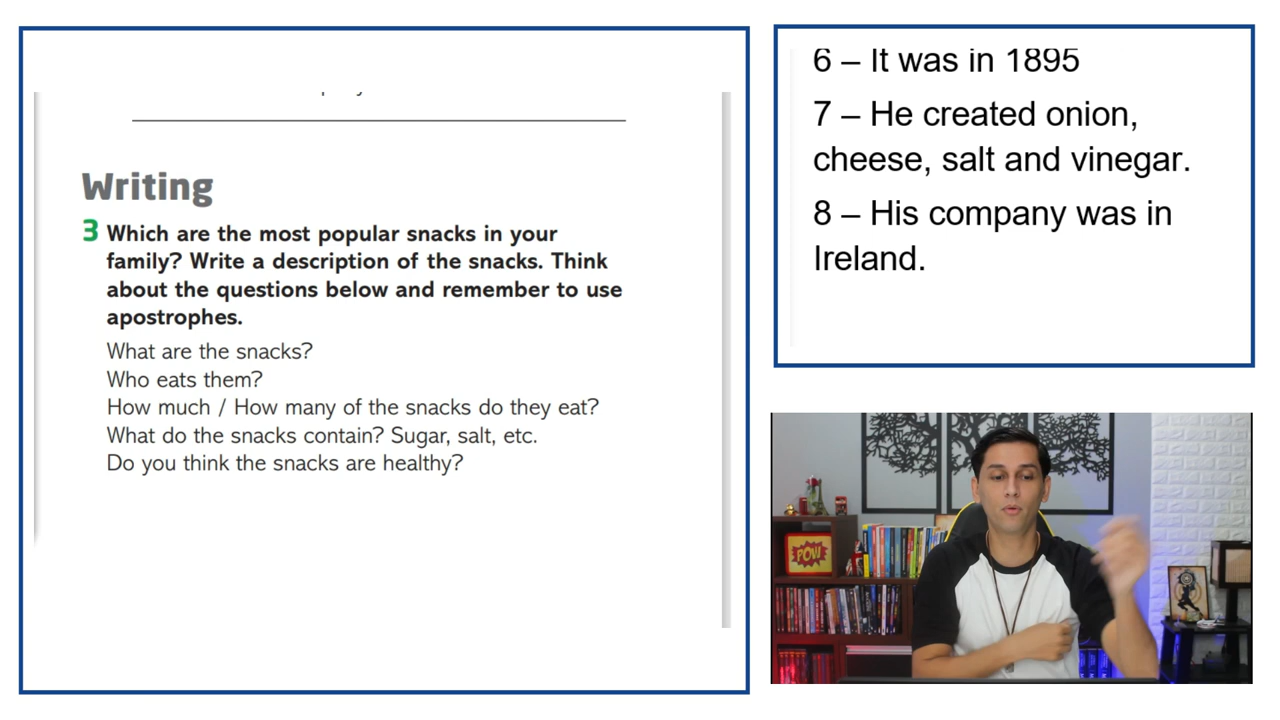 Writing
3 Which are the most popular snacks in your
family? Write a description of the snacks. Think
about the questions below and remember to use
apostrophes.
What are the snacks?
Who eats them?
How much / How many of the snacks do they eat?
What do the snacks contain? Sugar, salt, etc.
Do you think the snacks are healthy?
6 – It was in 1895
7 – He created onion,
cheese, salt and vinegar.
8 – His company was in
Ireland.
POW